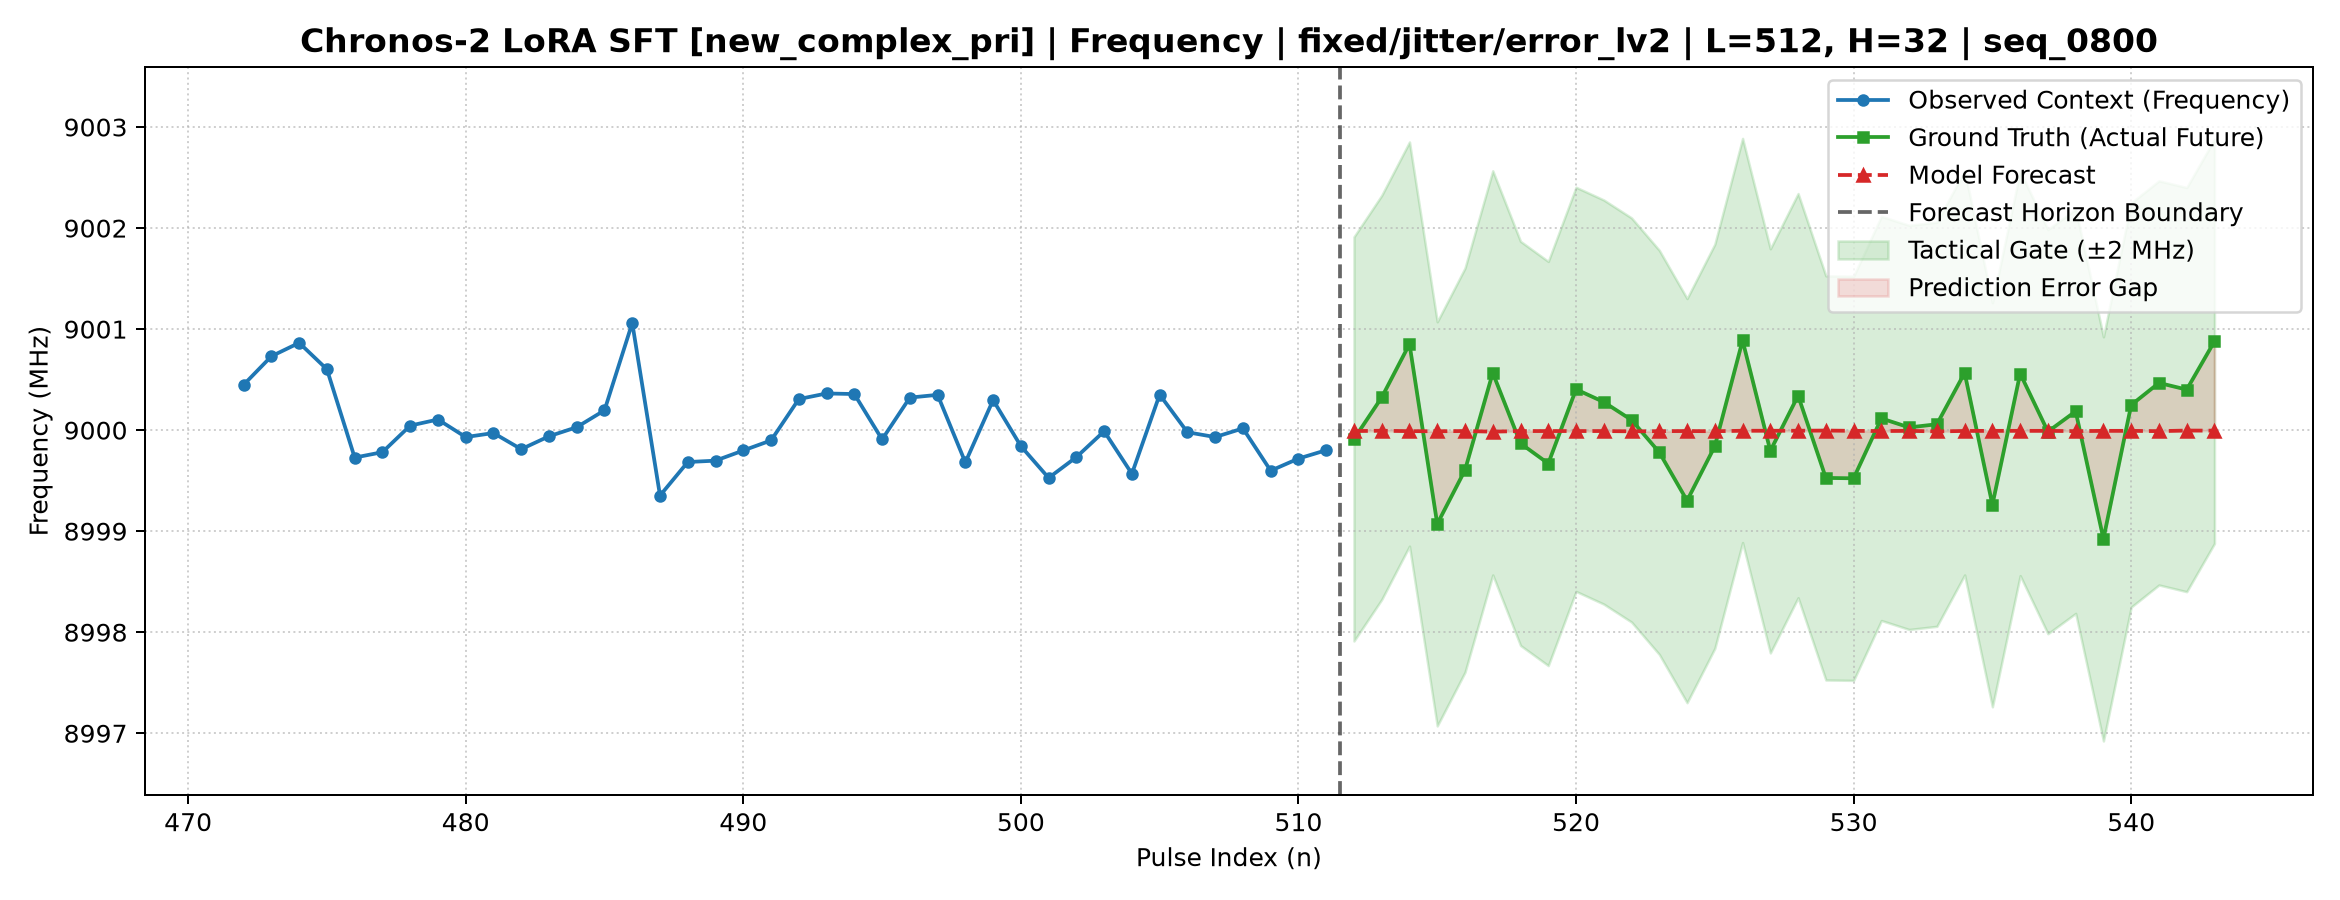 Chronos-2 LoRA SFT [new_complex_pri] | Frequency | fixed/jitter/error_lv2 | L=512, H=32 | seq_0800
Observed Context (Frequency)
Ground Truth (Actual Future)
Model Forecast
Forecast Horizon Boundary
Tactical Gate (±2 MHz)
Prediction Error Gap
Frequency (MHz)
9003
9002
9001
9000
8999
8998
8997
470 480 490 500 510 520 530 540
Pulse Index (n)